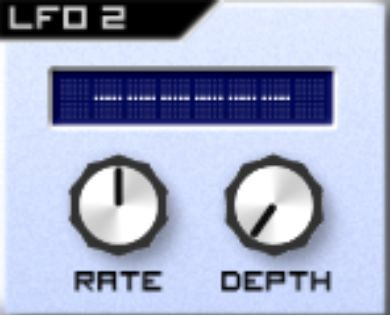 LFO 2
------
RATE DEPTH